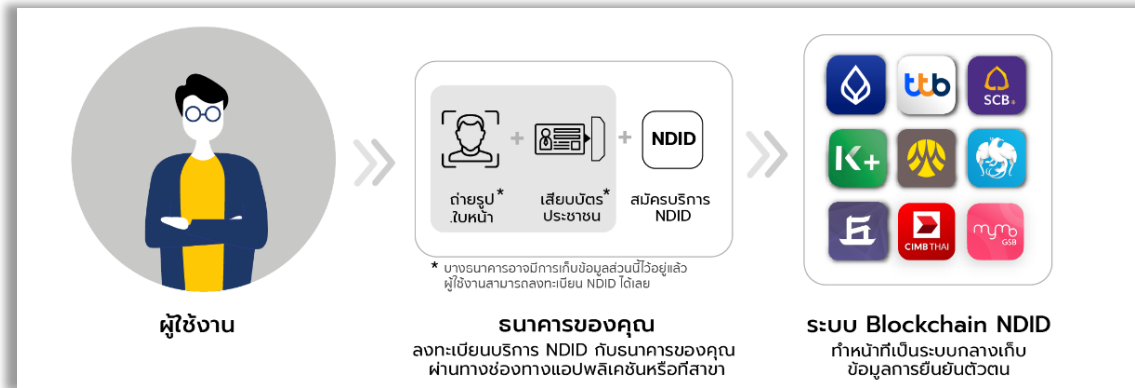 NDID
ถ่ายรูป*
.ใบหน้า
เสียบบัตร*
ประชาชน
สมัครบริการ
NDID
* บางธนาคารอาจมีการเก็บข้อมูลส่วนนี้ไว้อยู่แล้ว
ผู้ใช้งานสามารถลงทะเบียน NDID ได้เลย
ttb
SCB
K+
CIMB THAI
mymo
GSB
ผู้ใช้งาน
ธนาคารของคุณ
ลงทะเบียนบริการ NDID กับธนาคารของคุณ
ผ่านทางช่องทางแอปพลิเคชันหรือที่สาขา
ระบบ Blockchain NDID
ทำหน้าที่เป็นระบบกลางเก็บ
ข้อมูลการยืนยันตัวตน